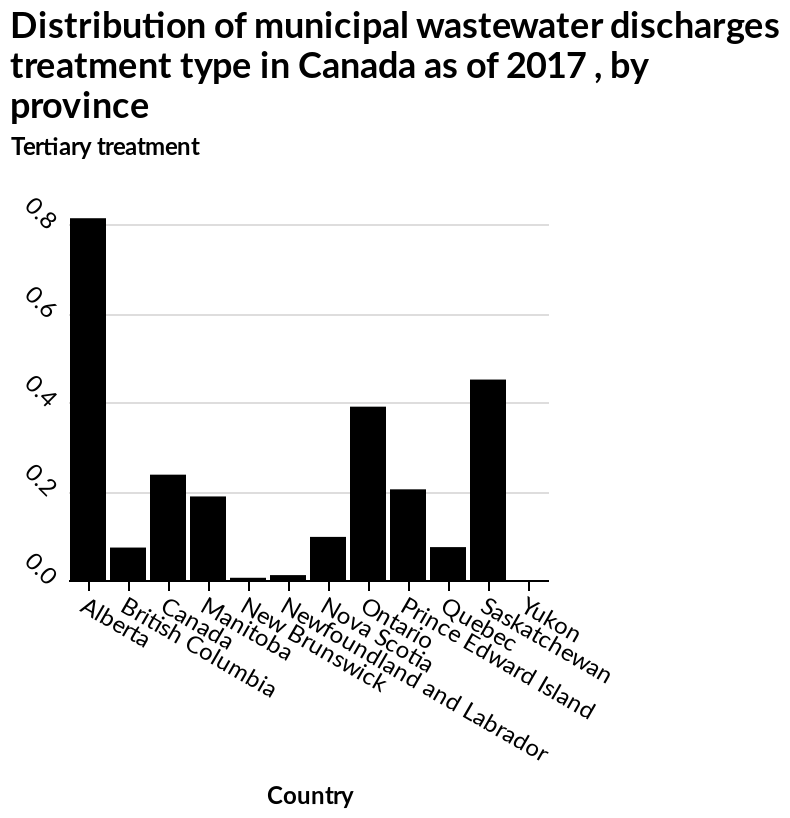 Distribution of municipal wastewater discharges
treatment type in Canada as of 2017 , by
province
Tertiary treatment
0.8
0.6
0.4
0.2
0.0
Alberta
British Columbia
Canada
Manitoba
New Brunswick
Newfoundland and Labrador
Nova Scotia
Ontario
Prince Edward Island
Quebec
Saskatchewan
Yukon
Country